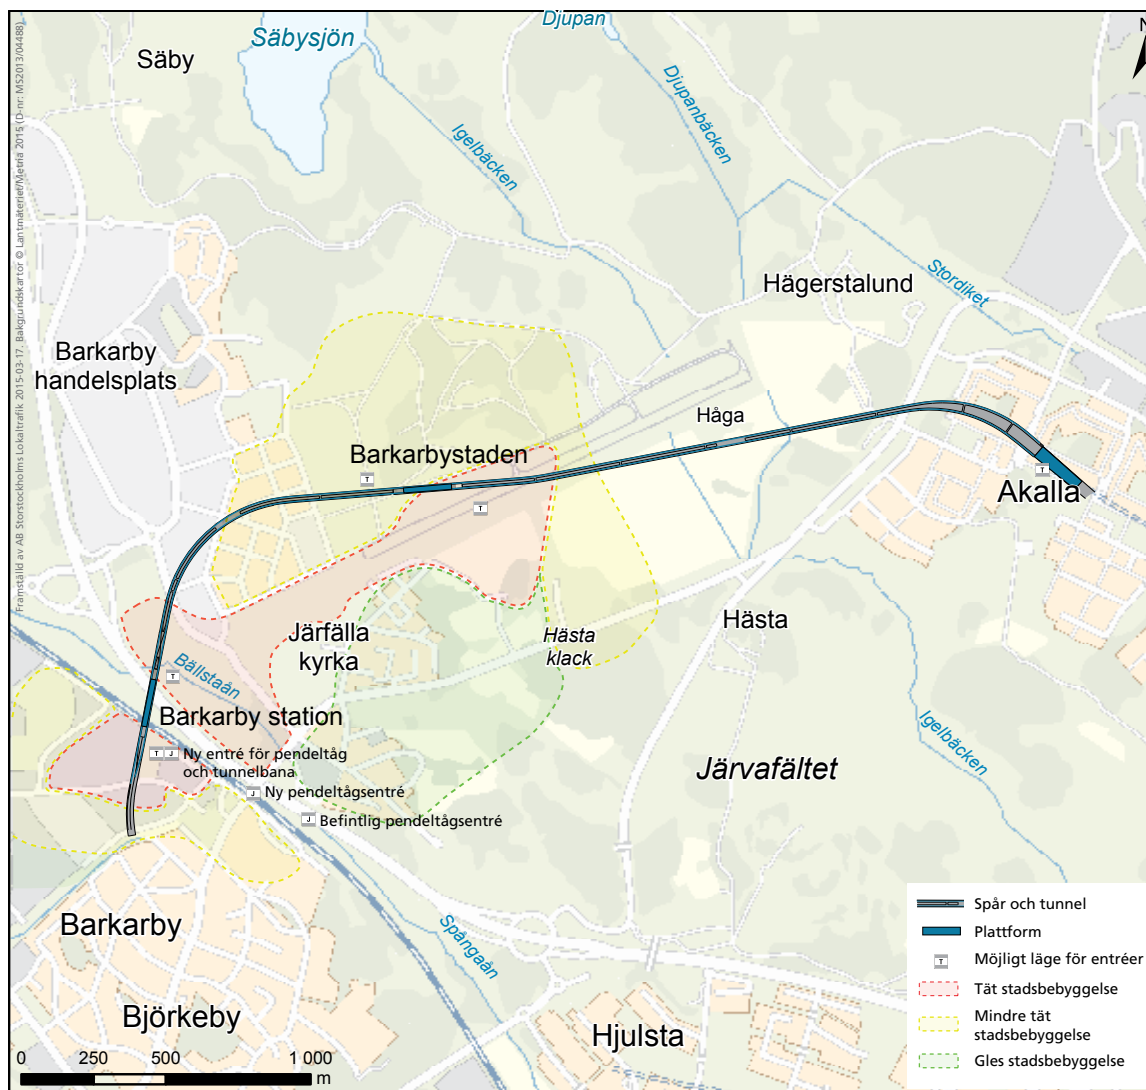 Djupan
N
Säbysjön
Säby
Djupanbäcken
Igelbäcken
Framställd av AB Storstockholms Lokaltrafik 2015-03-17. Bakgrundskartor © Lantmäteriet/Metria 2015 (D-nr: MS2013/04488)
Stordiket
Hägerstalund
Barkarby
handelsplats
Håga
Barkarbystaden
T
T
T
Akalla
Järfälla
kyrka
Hästa
klack
Hästa
Bällstaån
T
Barkarby station
Igelbäcken
T J Ny entré för pendeltåg
och tunnelbana
Järvafältet
J Ny pendeltågsentré
J Befintlig pendeltågsentré
Barkarby
Spångaån
Björkeby
Hjulsta
Spår och tunnel
Plattform
T Möjligt läge för entréer
Tät stadsbebyggelse
Mindre tät
stadsbebyggelse
Gles stadsbebyggelse
0 250 500 1 000
m